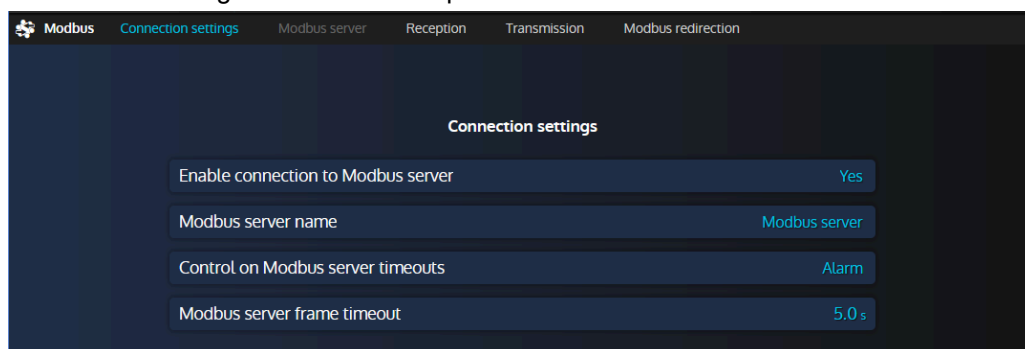 Modbus Connection settings Modbus server Reception Transmission Modbus redirection
Connection settings
Enable connection to Modbus server Yes
Modbus server name Modbus server
Control on Modbus server timeouts Alarm
Modbus server frame timeout 5.0 s